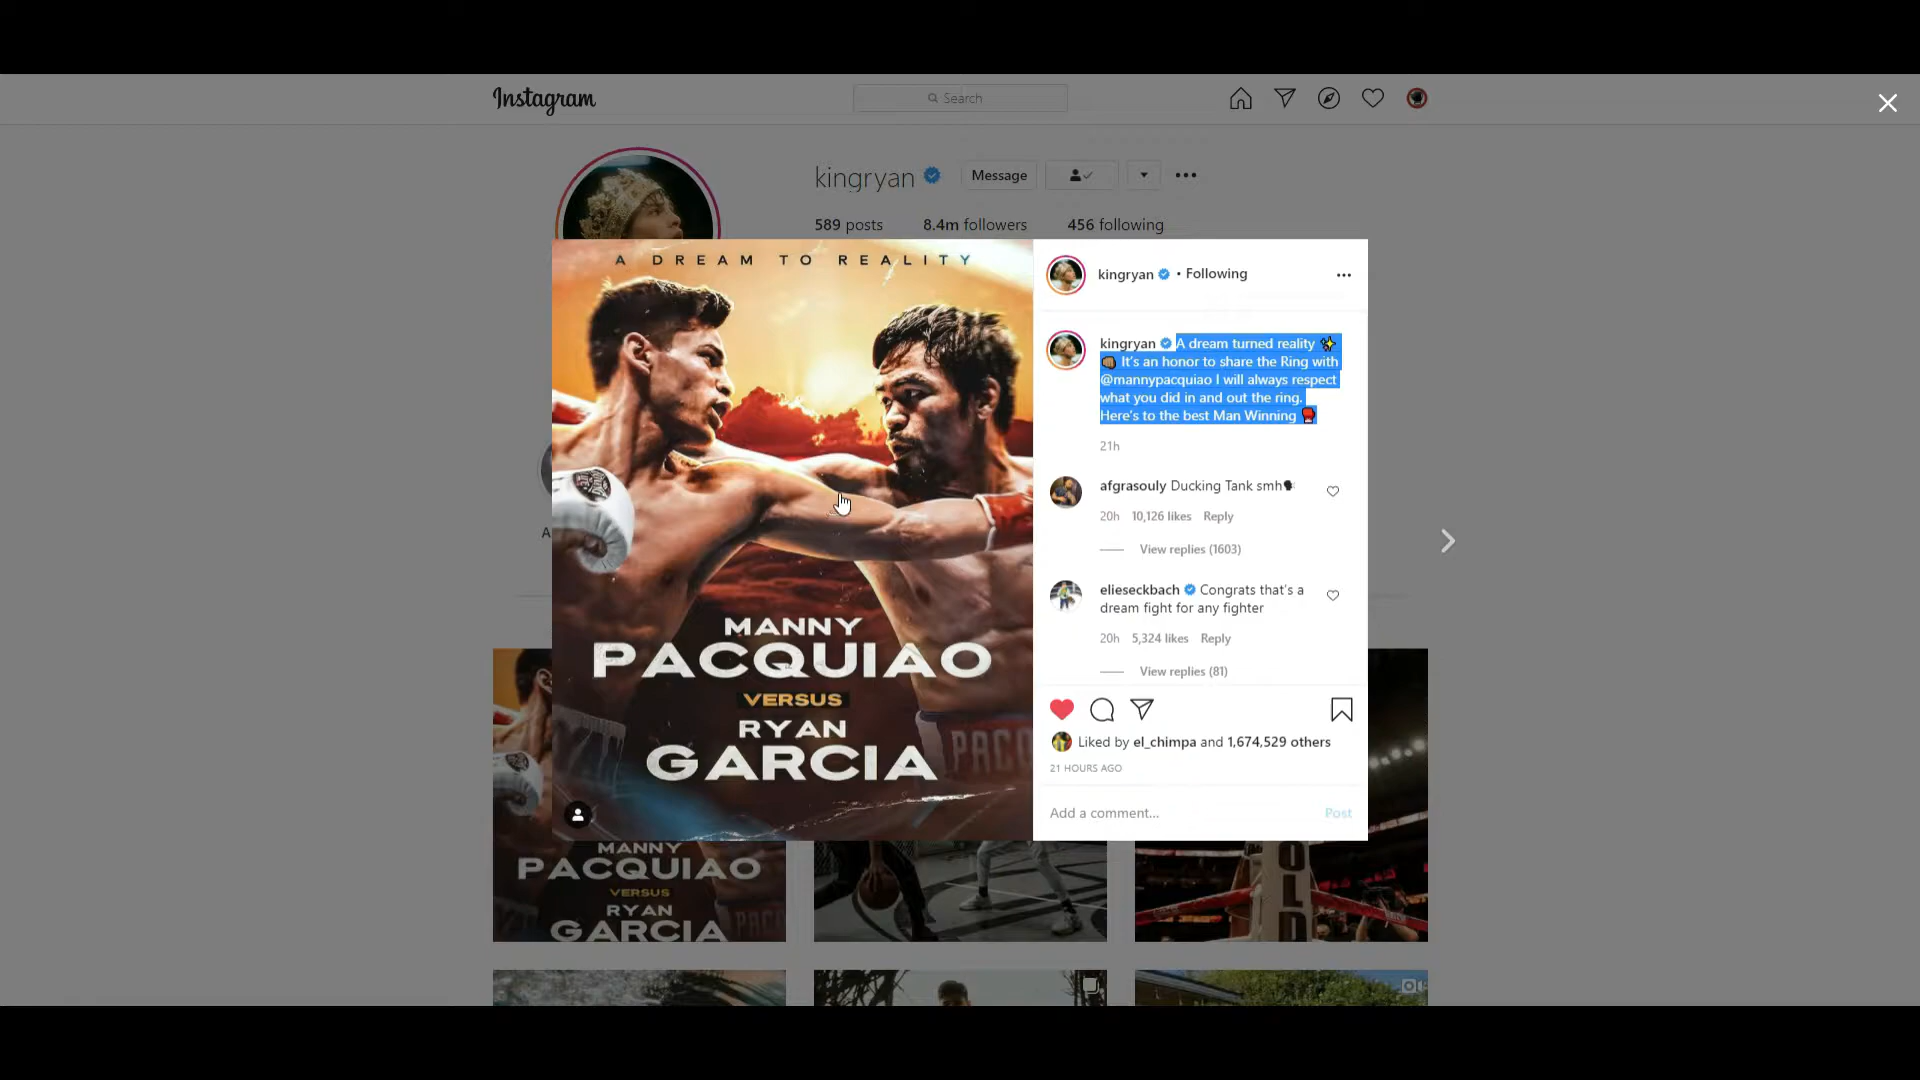 Instagram
Search
kingryan
Message
589 posts 8.4m followers 456 following
A DREAM TO REALITY
MANNY
PACQUIAO
VERSUS
RYAN
GARCIA
kingryan • Following
kingryan A dream turned reality ✨
👊🏽 It's an honor to share the Ring with
@mannypacquiao I will always respect
what you did in and out the ring.
Here's to the best Man Winning 🥊
21h
afgrasouly Ducking Tank smh🗣
20h 10,126 likes Reply
View replies (1603)
elieseckbach Congrats that's a
dream fight for any fighter
20h 5,324 likes Reply
View replies (81)
Liked by el_chimpa and 1,674,529 others
21 HOURS AGO
Add a comment...
Post
MANNY
PACQUIAO
VERSUS
RYAN
GARCIA